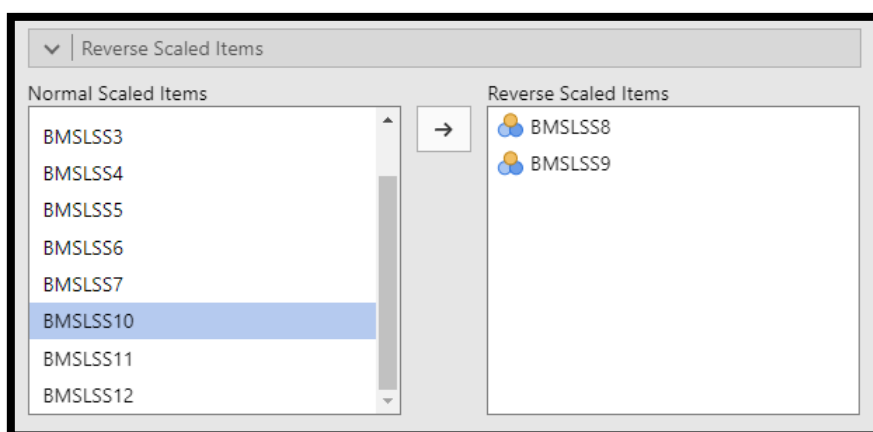 Reverse Scaled Items
Normal Scaled Items
BMSLSS3
BMSLSS4
BMSLSS5
BMSLSS6
BMSLSS7
BMSLSS10
BMSLSS11
BMSLSS12
Reverse Scaled Items
BMSLSS8
BMSLSS9